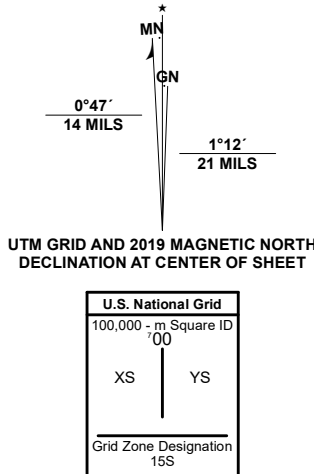 ★
MN
GN
0°47´
14 MILS
1°12´
21 MILS
UTM GRID AND 2019 MAGNETIC NORTH
DECLINATION AT CENTER OF SHEET
U.S. National Grid
100,000 - m Square ID
⁷00
XS YS
Grid Zone Designation
15S